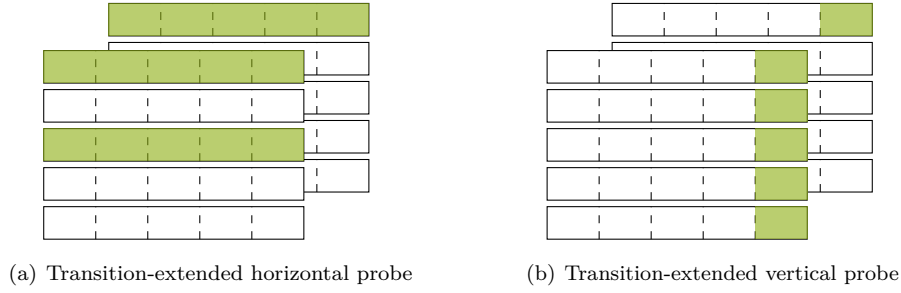 (a) Transition-extended horizontal probe
(b) Transition-extended vertical probe